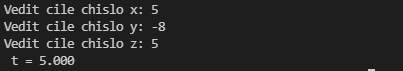 Vedit cile chislo x: 5
Vedit cile chislo y: -8
Vedit cile chislo z: 5
t = 5.000